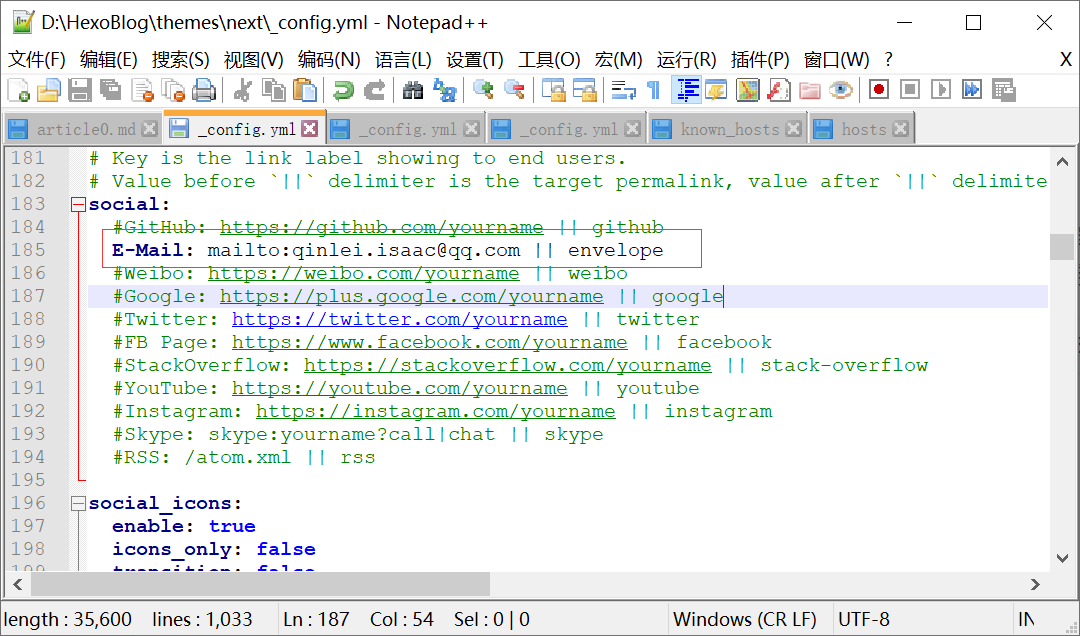 D:\HexoBlog\themes\next\_config.yml - Notepad++
文件(F) 编辑(E) 搜索(S) 视图(V) 编码(N) 语言(L) 设置(T) 工具(O) 宏(M) 运行(R) 插件(P) 窗口(W) ? X
article0.md _config.yml _config.yml _config.yml known_hosts hosts
181 # Key is the link label showing to end users.
182 # Value before `||` delimiter is the target permalink, value after `||` delimite
183 social:
184 #GitHub: https://github.com/yourname || github
185 E-Mail: mailto:qinlei.isaac@qq.com || envelope
186 #Weibo: https://weibo.com/yourname || weibo
187 #Google: https://plus.google.com/yourname || google
188 #Twitter: https://twitter.com/yourname || twitter
189 #FB Page: https://www.facebook.com/yourname || facebook
190 #StackOverflow: https://stackoverflow.com/yourname || stack-overflow
191 #YouTube: https://youtube.com/yourname || youtube
192 #Instagram: https://instagram.com/yourname || instagram
193 #Skype: skype:yourname?call|chat || skype
194 #RSS: /atom.xml || rss
195
196 social_icons:
197 enable: true
198 icons_only: false
199 transition: false
length : 35,600 lines : 1,033 Ln : 187 Col : 54 Sel : 0 | 0 Windows (CR LF) UTF-8 IN